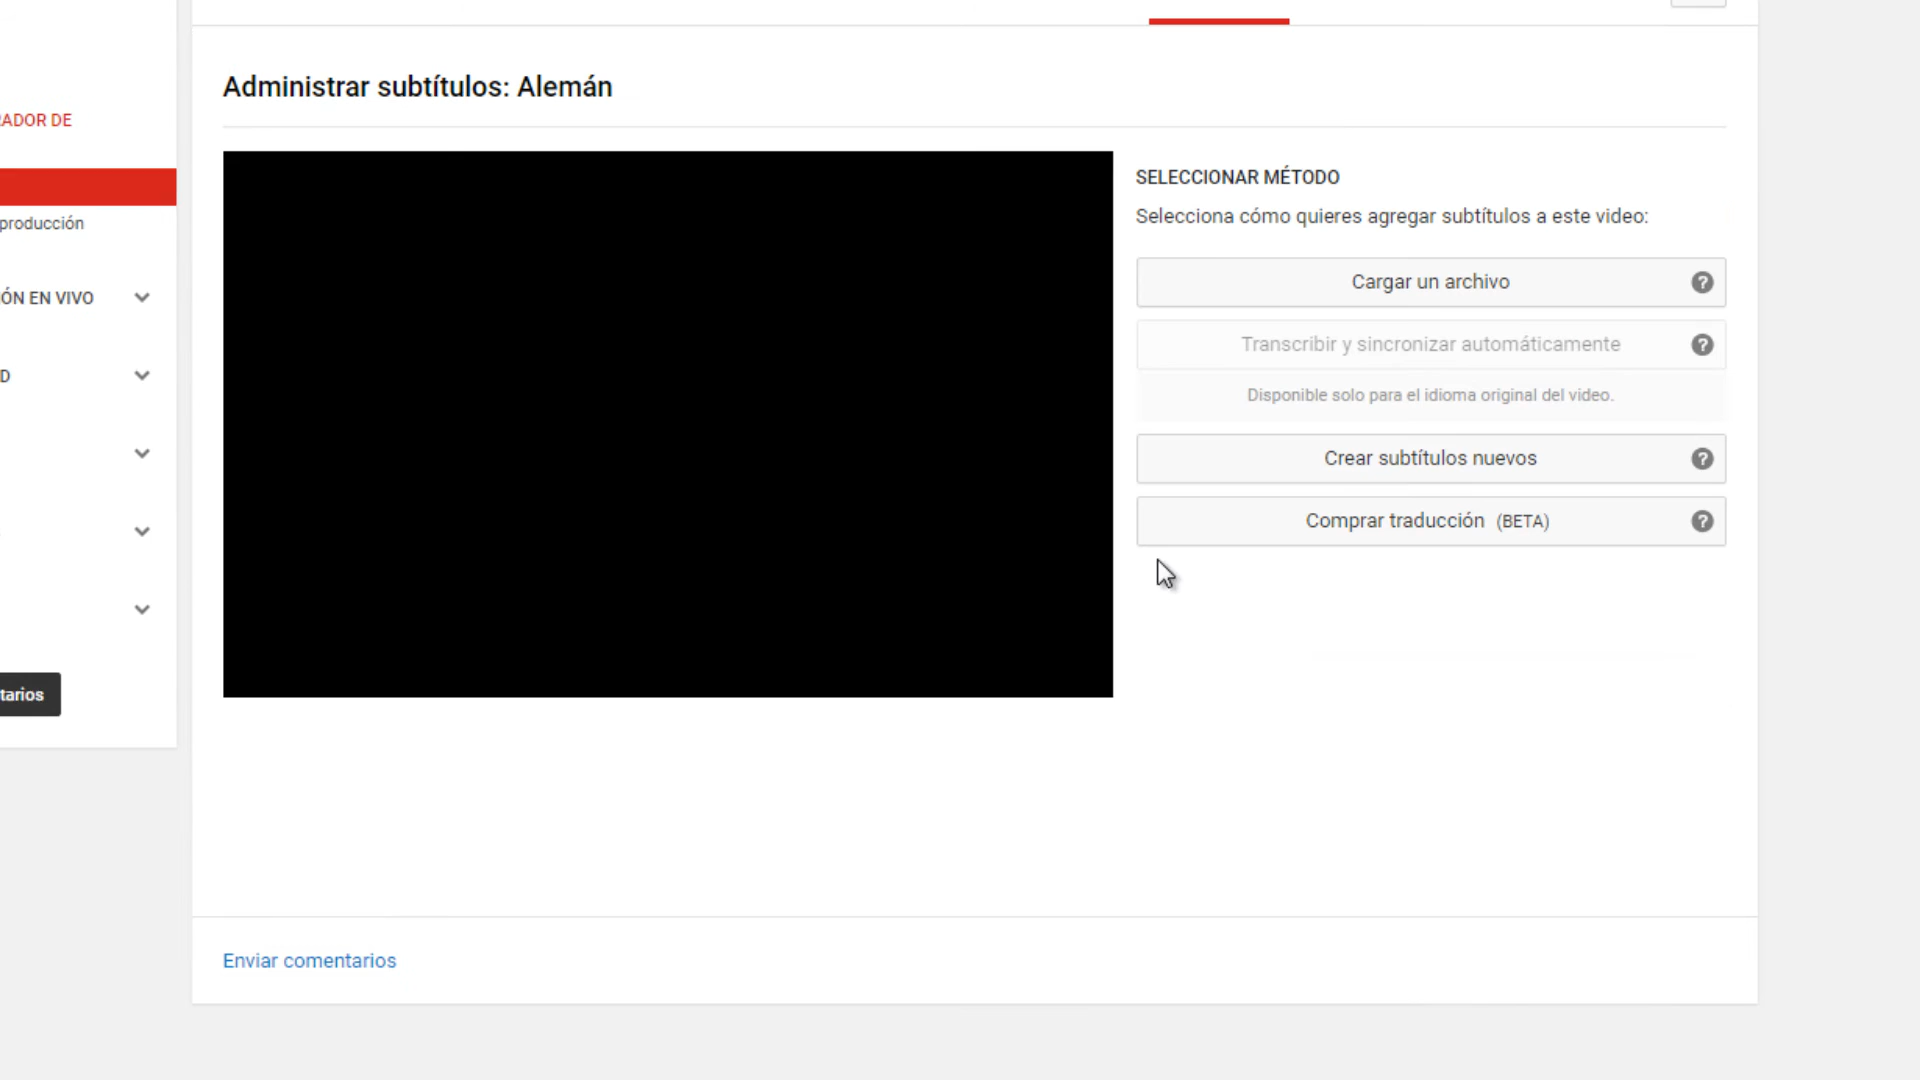 Administrar subtítulos: Alemán
ADOR DE
producción
ÓN EN VIVO
D
tarios
SELECCIONAR MÉTODO
Selecciona cómo quieres agregar subtítulos a este video:
Cargar un archivo
Transcribir y sincronizar automáticamente
Disponible solo para el idioma original del video.
Crear subtítulos nuevos
Comprar traducción (BETA)
Enviar comentarios